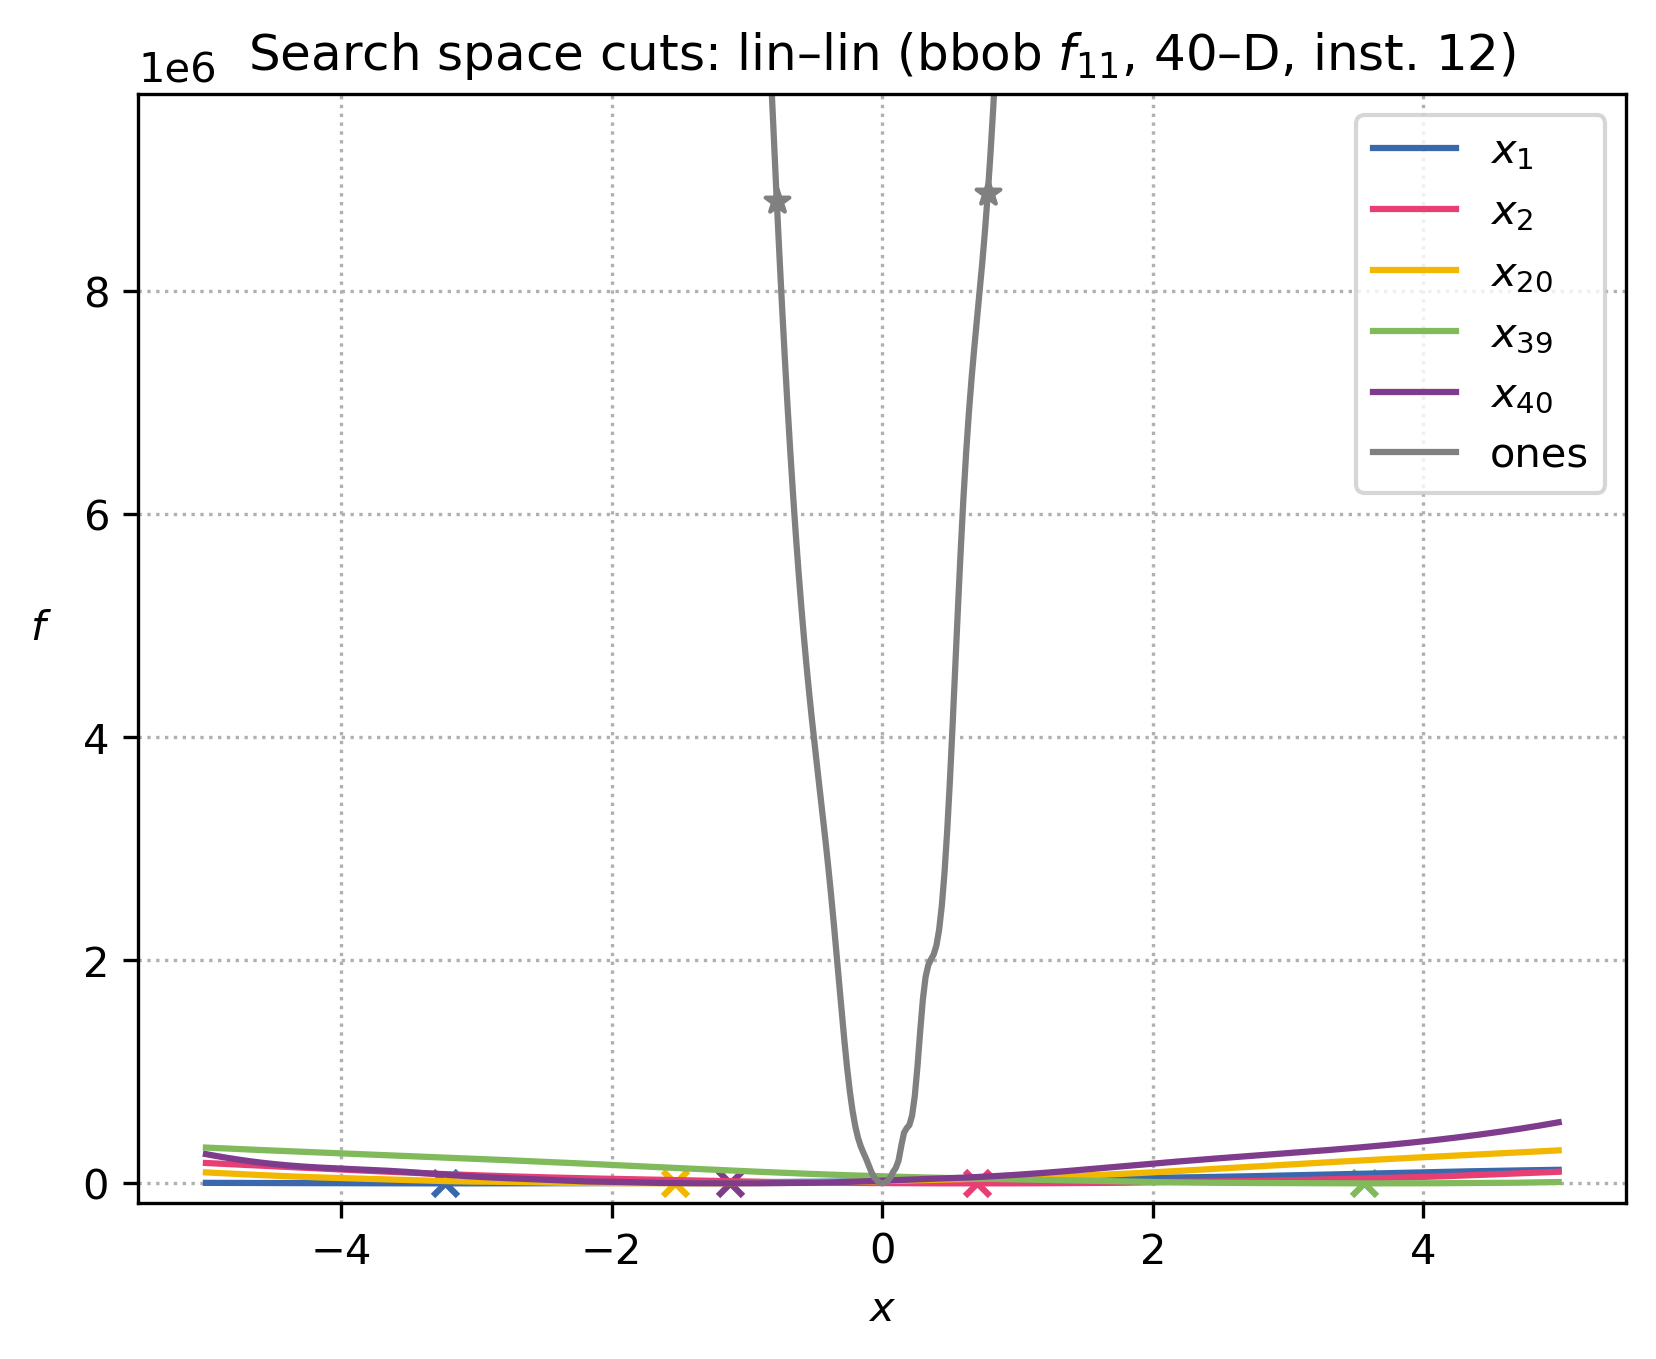 Search space cuts: lin–lin (bbob f₁₁, 40–D, inst. 12)
1e6
x₁
x₂
x₂₀
x₃₉
x₄₀
ones
8
6
4
2
0
f
−4 −2 0 2 4
x